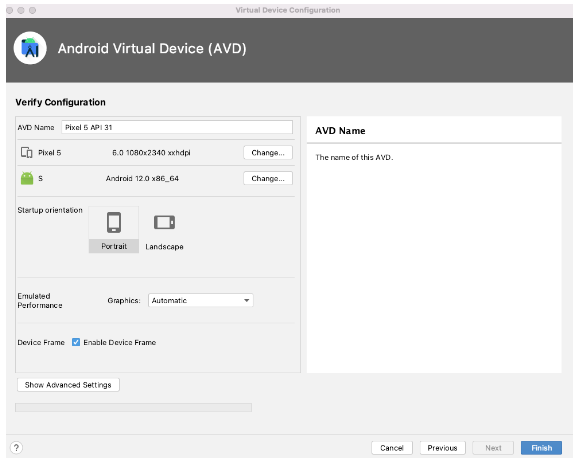 Virtual Device Configuration
Android Virtual Device (AVD)
Verify Configuration
AVD Name Pixel 5 API 31
Pixel 5 6.0 1080x2340 xxhdpi Change...
S Android 12.0 x86_64 Change...
Startup orientation
Portrait Landscape
Emulated
Performance Graphics: Automatic
Device Frame Enable Device Frame
Show Advanced Settings
AVD Name
The name of this AVD.
? Cancel Previous Next Finish